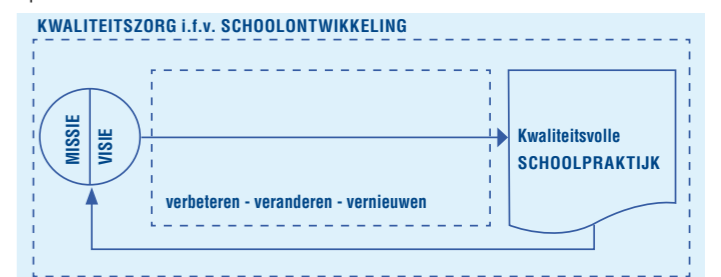 KWALITEITSZORG i.f.v. SCHOOLONTWIKKELING
MISSIE
VISIE
Kwaliteitsvolle
SCHOOLPRAKTIJK
verbeteren - veranderen - vernieuwen